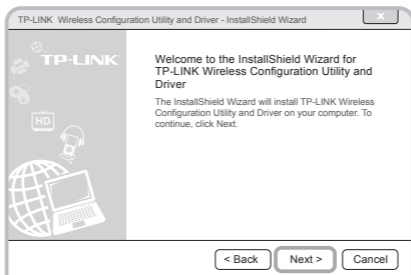 TP-LINK Wireless Configuration Utility and Driver - InstallShield Wizard
X
TP-LINK
HD
Welcome to the InstallShield Wizard for
TP-LINK Wireless Configuration Utility and
Driver
The InstallShield Wizard will install TP-LINK Wireless
Configuration Utility and Driver on your computer. To
continue, click Next.
< Back
Next >
Cancel